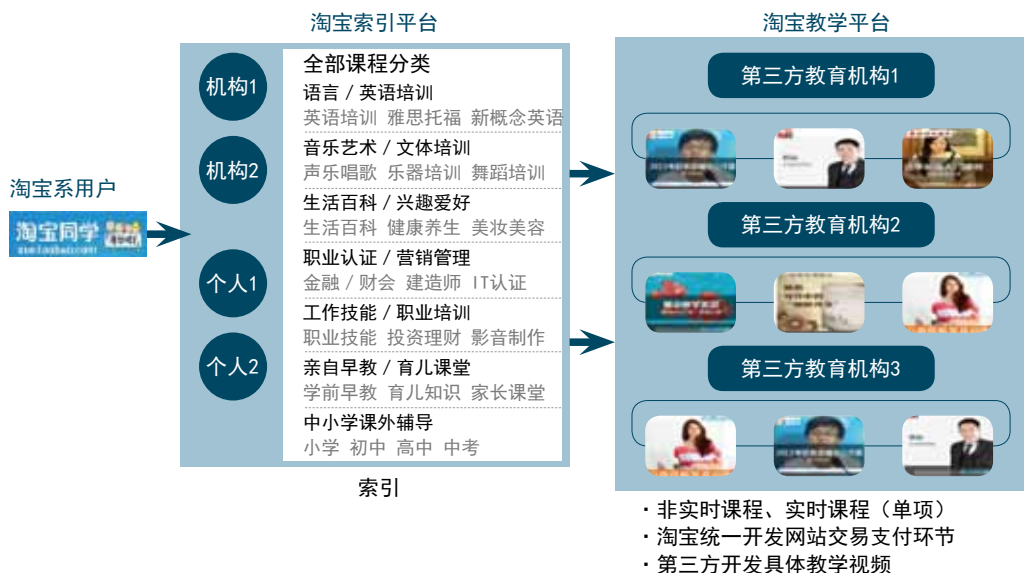 淘宝索引平台
淘宝教学平台
淘宝系用户
淘宝同学
机构1
机构2
个人1
个人2
全部课程分类
语言/英语培训
英语培训 雅思托福 新概念英语
音乐艺术/文体培训
声乐唱歌 乐器培训 舞蹈培训
生活百科/兴趣爱好
生活百科 健康养生 美妆美容
职业认证/营销管理
金融/财会 建造师 IT认证
工作技能/职业培训
职业技能 投资理财 影音制作
亲自早教/育儿课堂
学前早教 育儿知识 家长课堂
中小学课外辅导
小学 初中 高中 中考
索引
第三方教育机构1
第三方教育机构2
第三方教育机构3
·非实时课程、实时课程（单项）
·淘宝统一开发网站交易支付环节
·第三方开发具体教学视频